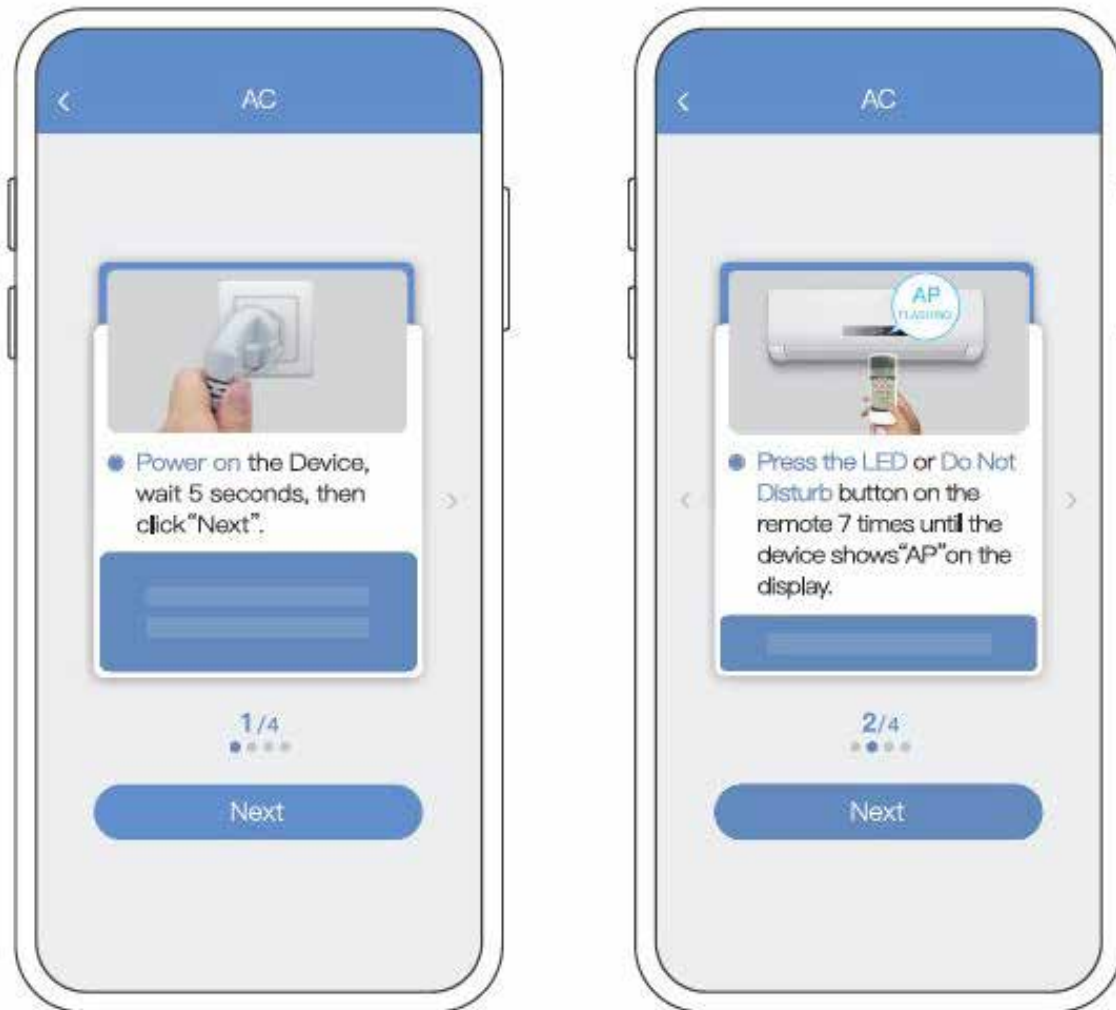 AC
Power on the Device,
wait 5 seconds, then
click“Next”.
1/4
Next
AC
AP
FLASHING
Press the LED or Do Not
Disturb button on the
remote 7 times until the
device shows“AP”on the
display.
2/4
Next